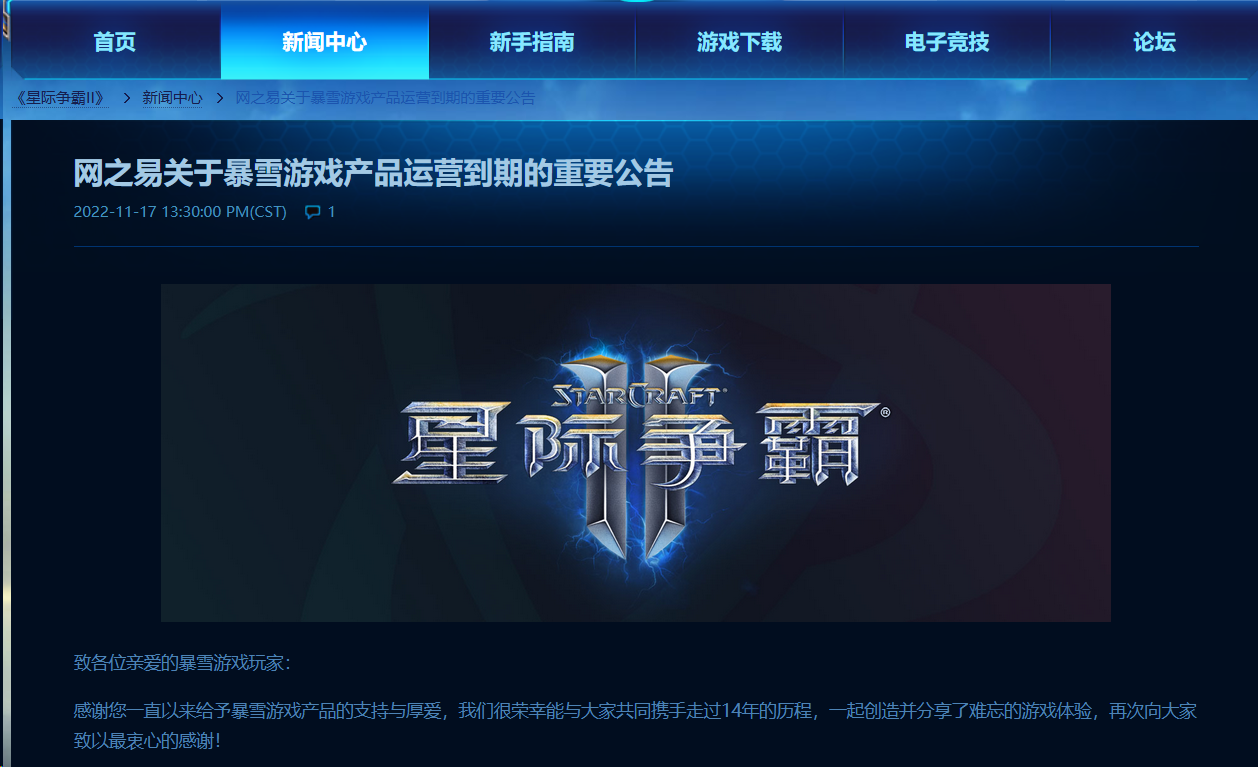 首页 新闻中心 新手指南 游戏下载 电子竞技 论坛
《星际争霸II》 > 新闻中心 > 网之易关于暴雪游戏产品运营到期的重要公告
网之易关于暴雪游戏产品运营到期的重要公告
2022-11-17 13:30:00 PM(CST) 1
STARCRAFT
II
星际争霸®
致各位亲爱的暴雪游戏玩家：
感谢您一直以来给予暴雪游戏产品的支持与厚爱，我们很荣幸能与大家共同携手走过14年的历程，一起创造并分享了难忘的游戏体验，再次向大家
致以最衷心的感谢！